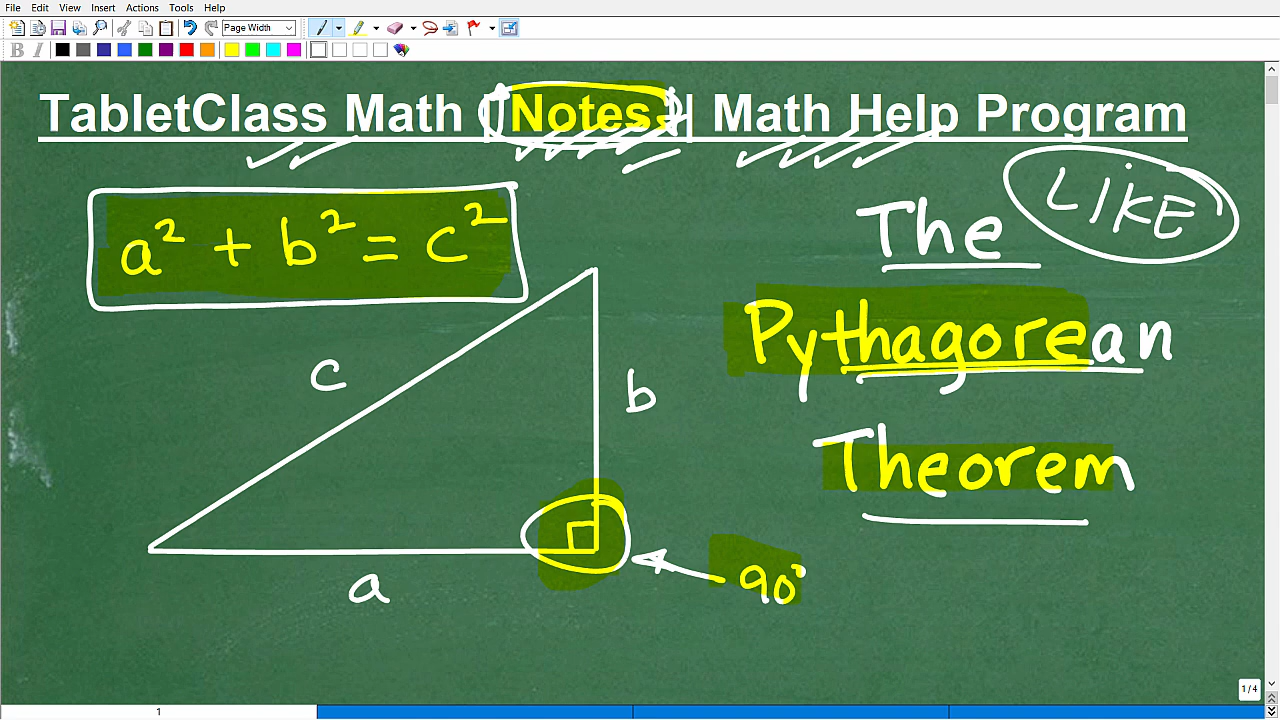 File Edit View Insert Actions Tools Help
Page Width
B I
TabletClass Math | Notes | Math Help Program
LIKE
a² + b² = c²
The
Pythagorean
Theorem
c
b
a
90°
1/4
1